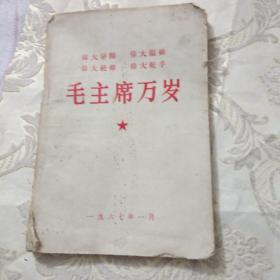 伟大导师 伟大领袖
伟大统帅 伟大舵手
毛主席万岁
一九六七年一月